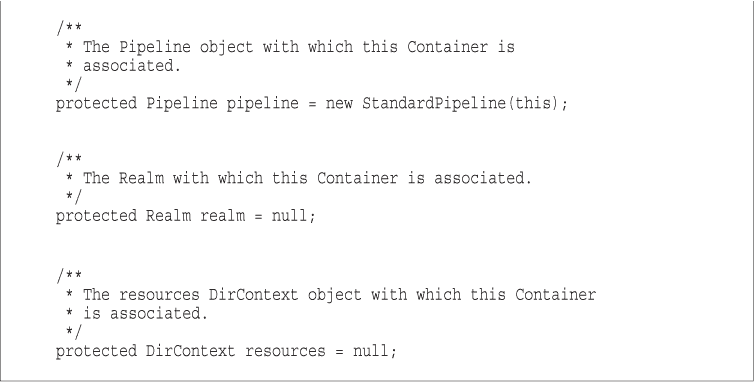 /**
 * The Pipeline object with which this Container is
 * associated.
 */
protected Pipeline pipeline = new StandardPipeline(this);
/**
 * The Realm with which this Container is associated.
 */
protected Realm realm = null;
/**
 * The resources DirContext object with which this Container
 * is associated.
 */
protected DirContext resources = null;